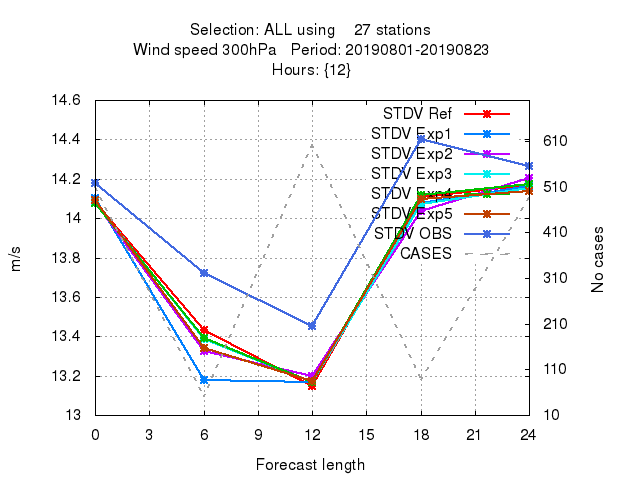 Selection: ALL using    27 stations
Wind speed 300hPa   Period: 20190801-20190823
Hours: {12}
14.6
14.4
14.2
14
13.8
13.6
13.4
13.2
13
m/s
STDV Ref
STDV Exp1
STDV Exp2
STDV Exp3
STDV Exp4
STDV Exp5
STDV OBS
CASES
610
510
410
310
210
110
10
No cases
0 3 6 9 12 15 18 21 24
Forecast length